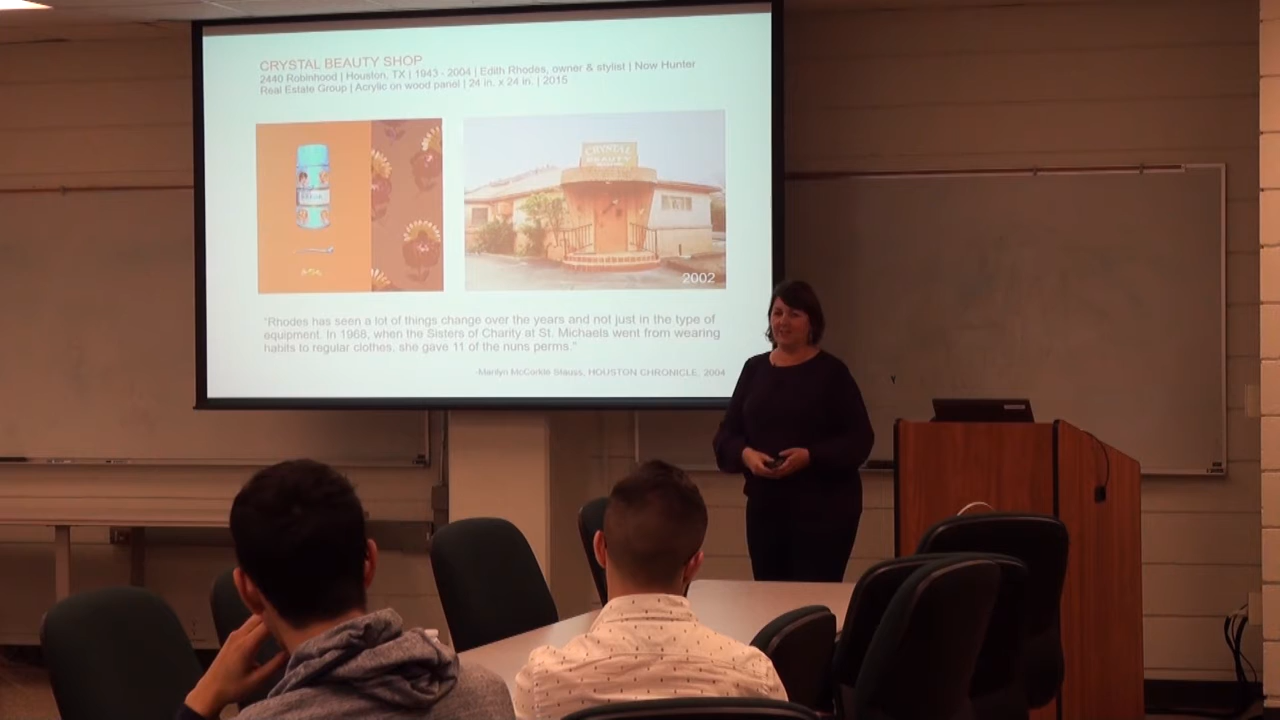 CRYSTAL BEAUTY SHOP
2440 Robinhood | Houston, TX | 1943 - 2004 | Edith Rhodes, owner & stylist | Now Hunter
Real Estate Group | Acrylic on wood panel | 24 in. x 24 in. | 2015
CRYSTAL
BEAUTY
2002
"Rhodes has seen a lot of things change over the years and not just in the type of
equipment. In 1968, when the Sisters of Charity at St. Michaels went from wearing
habits to regular clothes, she gave 11 of the nuns perms."
-Marilyn McCorkle Stauss, HOUSTON CHRONICLE, 2004